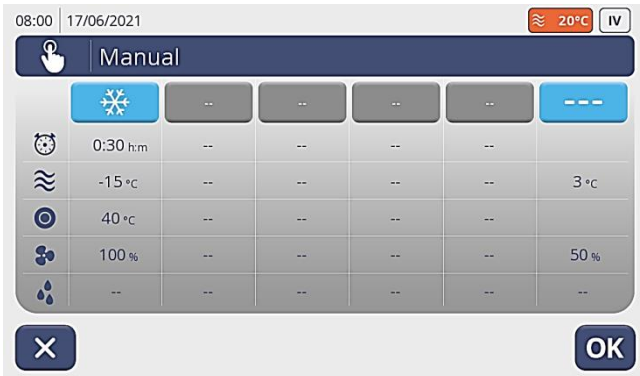 08:00 17/06/2021 20°C IV
Manual
-- -- -- -- ---
0:30 h:m -- -- -- --
-15 °C -- -- -- -- 3 °C
40 °C -- -- -- --
100 % -- -- -- -- 50 %
-- -- -- -- -- --
OK